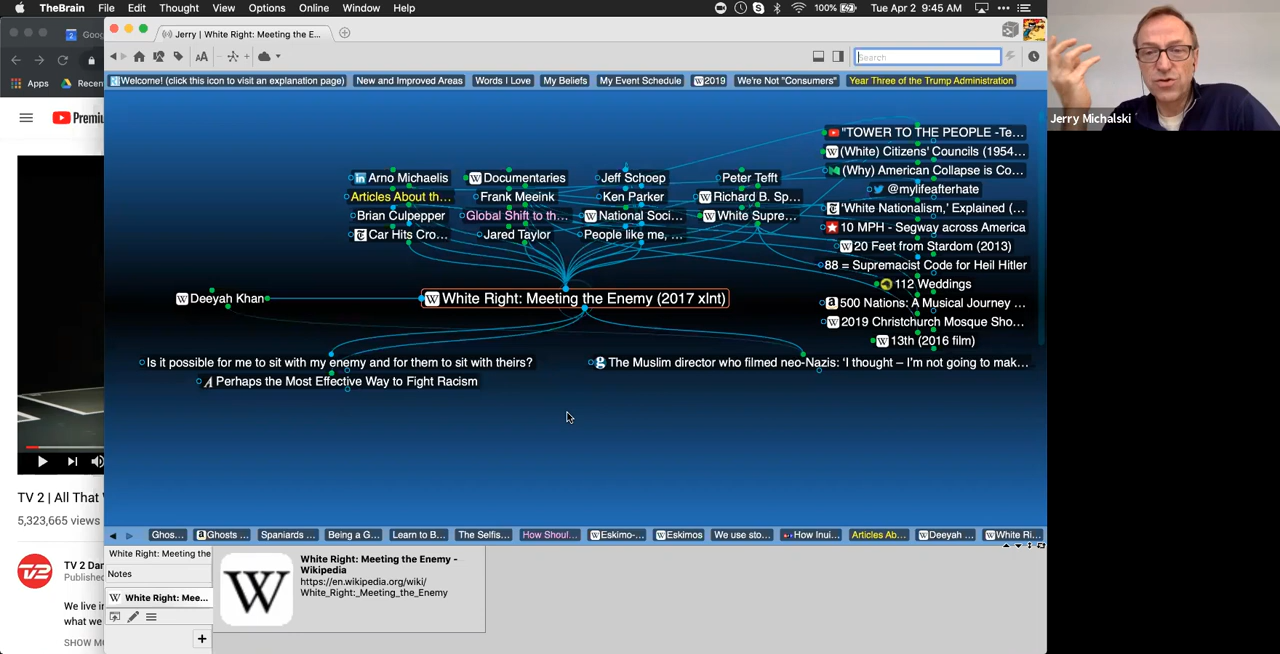 TheBrain File Edit Thought View Options Online Window Help 100% Tue Apr 2 9:45 AM
Jerry | White Right: Meeting the E...
AA
Search
Welcome! (click this icon to visit an explanation page) New and Improved Areas Words I Love My Beliefs My Event Schedule 2019 We're Not "Consumers" Year Three of the Trump Administration
Apps Recen
Premiu
Jerry Michalski
"TOWER TO THE PEOPLE -Te...
(White) Citizens' Councils (1954...
(Why) American Collapse is Co...
@mylifeafterhate
'White Nationalism,' Explained (...
10 MPH - Segway across America
20 Feet from Stardom (2013)
88 = Supremacist Code for Heil Hitler
112 Weddings
500 Nations: A Musical Journey ...
2019 Christchurch Mosque Sho...
13th (2016 film)
Arno Michaelis Documentaries Jeff Schoep Peter Tefft
Articles About th... Frank Meeink Ken Parker Richard B. Sp...
Brian Culpepper Global Shift to th... National Soci... White Supre...
Car Hits Cro... Jared Taylor People like me, ...
Deeyah Khan White Right: Meeting the Enemy (2017 xlnt)
Is it possible for me to sit with my enemy and for them to sit with theirs? The Muslim director who filmed neo-Nazis: 'I thought – I'm not going to mak...
Perhaps the Most Effective Way to Fight Racism
TV 2 | All That
5,323,665 views
Ghos... Ghosts ... Spaniards ... Being a G... Learn to B... The Selfis... How Shoul... Eskimo-... Eskimos We use sto... How Inui... Articles Ab... Deeyah ... White Ri...
White Right: Meeting the
Notes
White Right: Mee...
White Right: Meeting the Enemy -
Wikipedia
https://en.wikipedia.org/wiki/
White_Right:_Meeting_the_Enemy
TV2
TV 2 Dan
Published
We live i
what we
SHOW MO